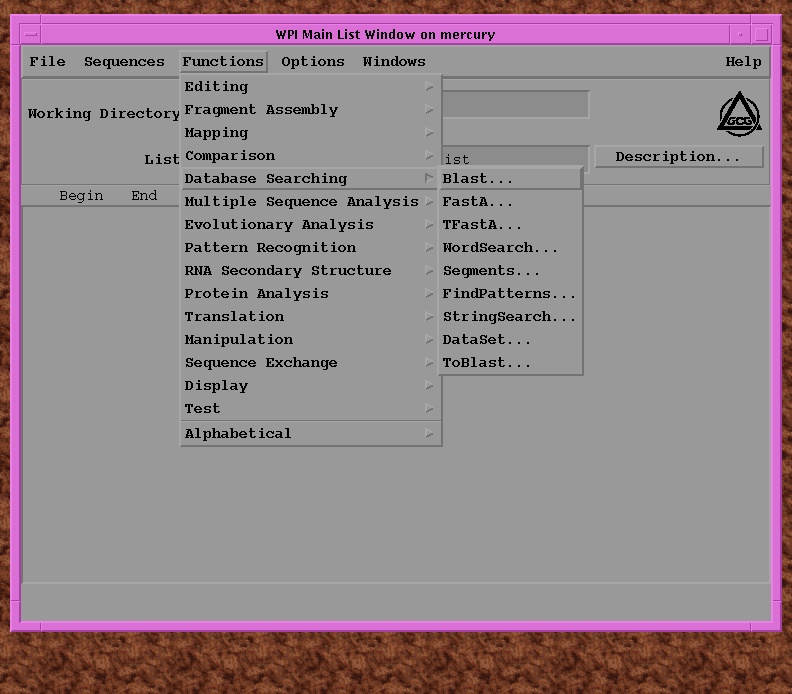 WPI Main List Window on mercury
File Sequences Functions Options Windows Help
Working Directory
GCG
List ist
Description...
Begin End
Editing
Fragment Assembly
Mapping
Comparison
Database Searching
Multiple Sequence Analysis
Evolutionary Analysis
Pattern Recognition
RNA Secondary Structure
Protein Analysis
Translation
Manipulation
Sequence Exchange
Display
Test
Alphabetical
Blast...
FastA...
TFastA...
WordSearch...
Segments...
FindPatterns...
StringSearch...
DataSet...
ToBlast...